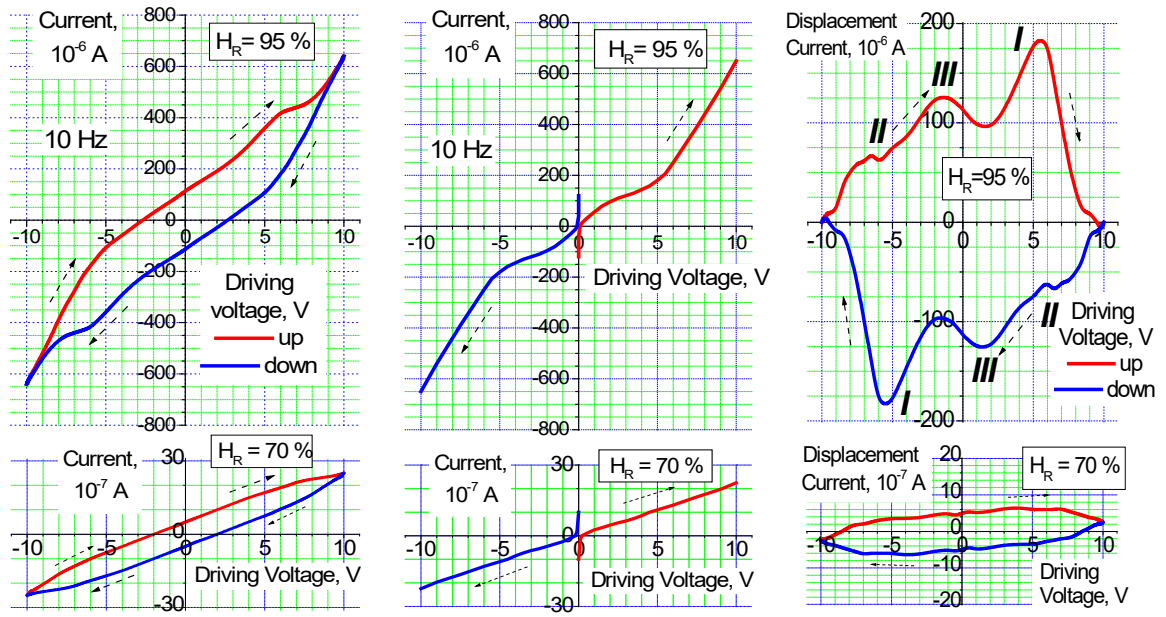 Current,
10⁻⁶ A
H_R= 95 %
10 Hz
800
600
400
200
0
-200
-400
-600
-800
-10
-5
0
5
10
Driving
voltage, V
up
down
Current,
10⁻⁶ A
H_R= 95 %
10 Hz
800
600
400
200
0
-200
-400
-600
-800
-10
-5
0
5
10
Driving Voltage, V
Displacement
Current, 10⁻⁶ A
200
100
0
-100
-200
-10
-5
0
5
10
I
III
II
H_R=95 %
II
III
I
Driving
Voltage, V
up
down
Current,
10⁻⁷ A
H_R = 70 %
30
0
-30
-10
-5
0
5
10
Driving Voltage, V
Current,
10⁻⁷ A
H_R = 70 %
30
0
-30
-10
-5
0
5
10
Driving Voltage, V
Displacement
Current, 10⁻⁷ A
H_R = 70 %
20
10
0
-10
-20
-10
-5
0
5
10
Driving
Voltage, V